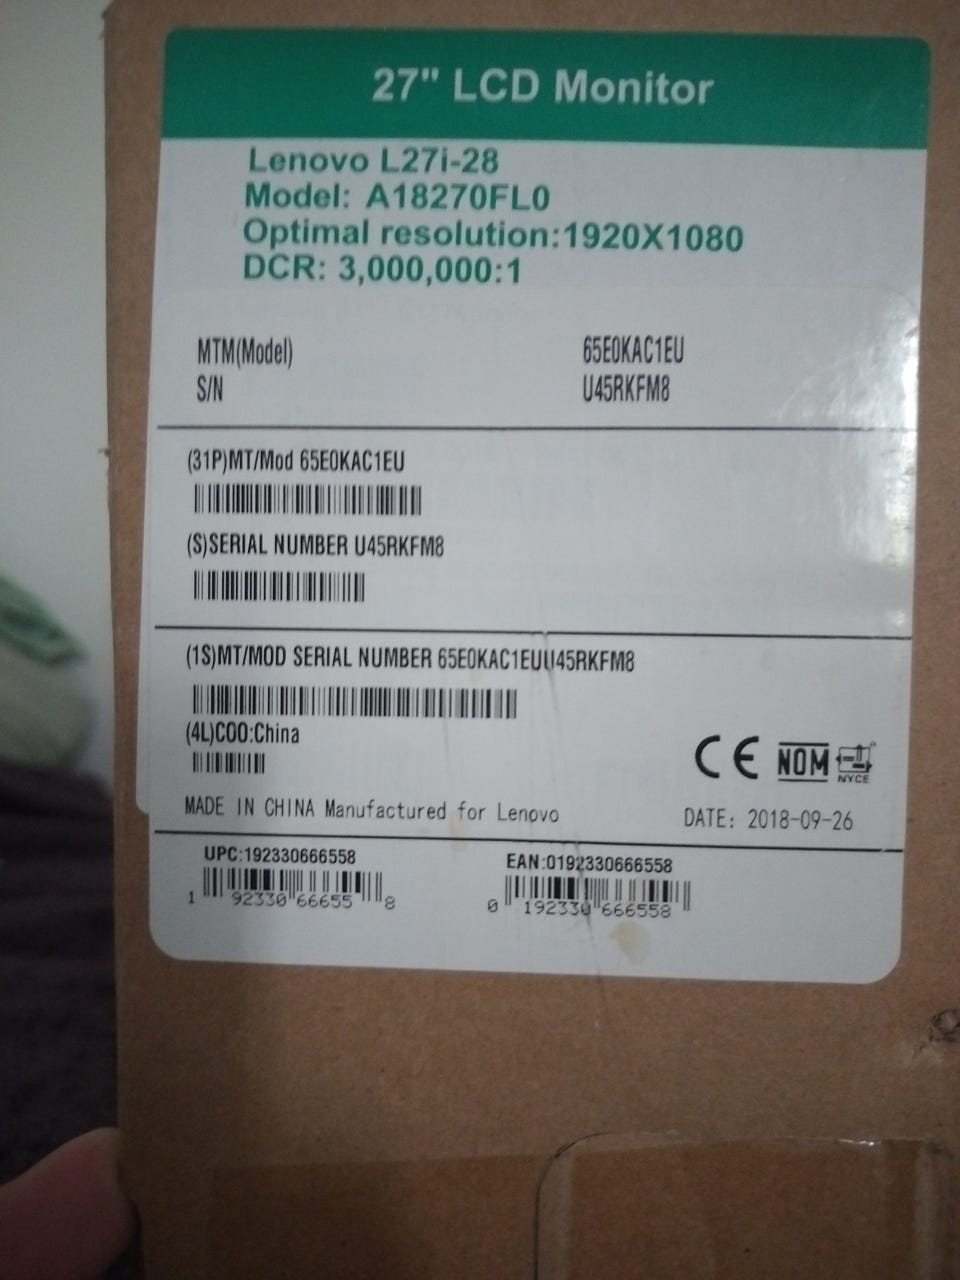 27" LCD Monitor
Lenovo L27i-28
Model: A18270FL0
Optimal resolution:1920X1080
DCR: 3,000,000:1
MTM(Model) 65E0KAC1EU
S/N U45RKFM8
(31P)MT/Mod 65E0KAC1EU
(S)SERIAL NUMBER U45RKFM8
(1S)MT/MOD SERIAL NUMBER 65E0KAC1EUU45RKFM8
(4L)COO:China
CE NOM NYCE
MADE IN CHINA Manufactured for Lenovo DATE: 2018-09-26
UPC:192330666558 EAN:0192330666558
1 92330 66655 8 0 192330 666558